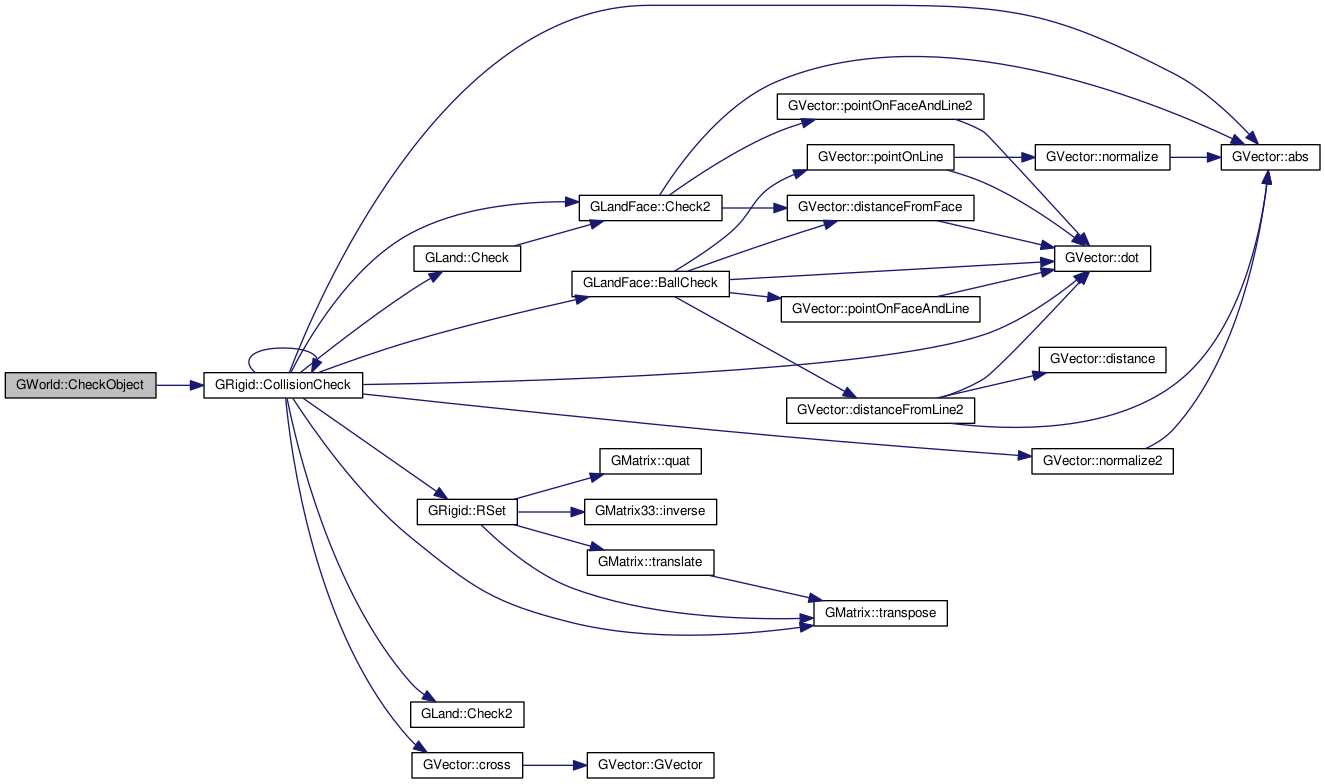 GVector::pointOnFaceAndLine2
GVector::pointOnLine
GVector::normalize
GVector::abs
GLandFace::Check2
GVector::distanceFromFace
GLand::Check
GVector::dot
GLandFace::BallCheck
GVector::pointOnFaceAndLine
GVector::distance
GWorld::CheckObject
GRigid::CollisionCheck
GVector::distanceFromLine2
GMatrix::quat
GVector::normalize2
GRigid::RSet
GMatrix33::inverse
GMatrix::translate
GMatrix::transpose
GLand::Check2
GVector::cross
GVector::GVector